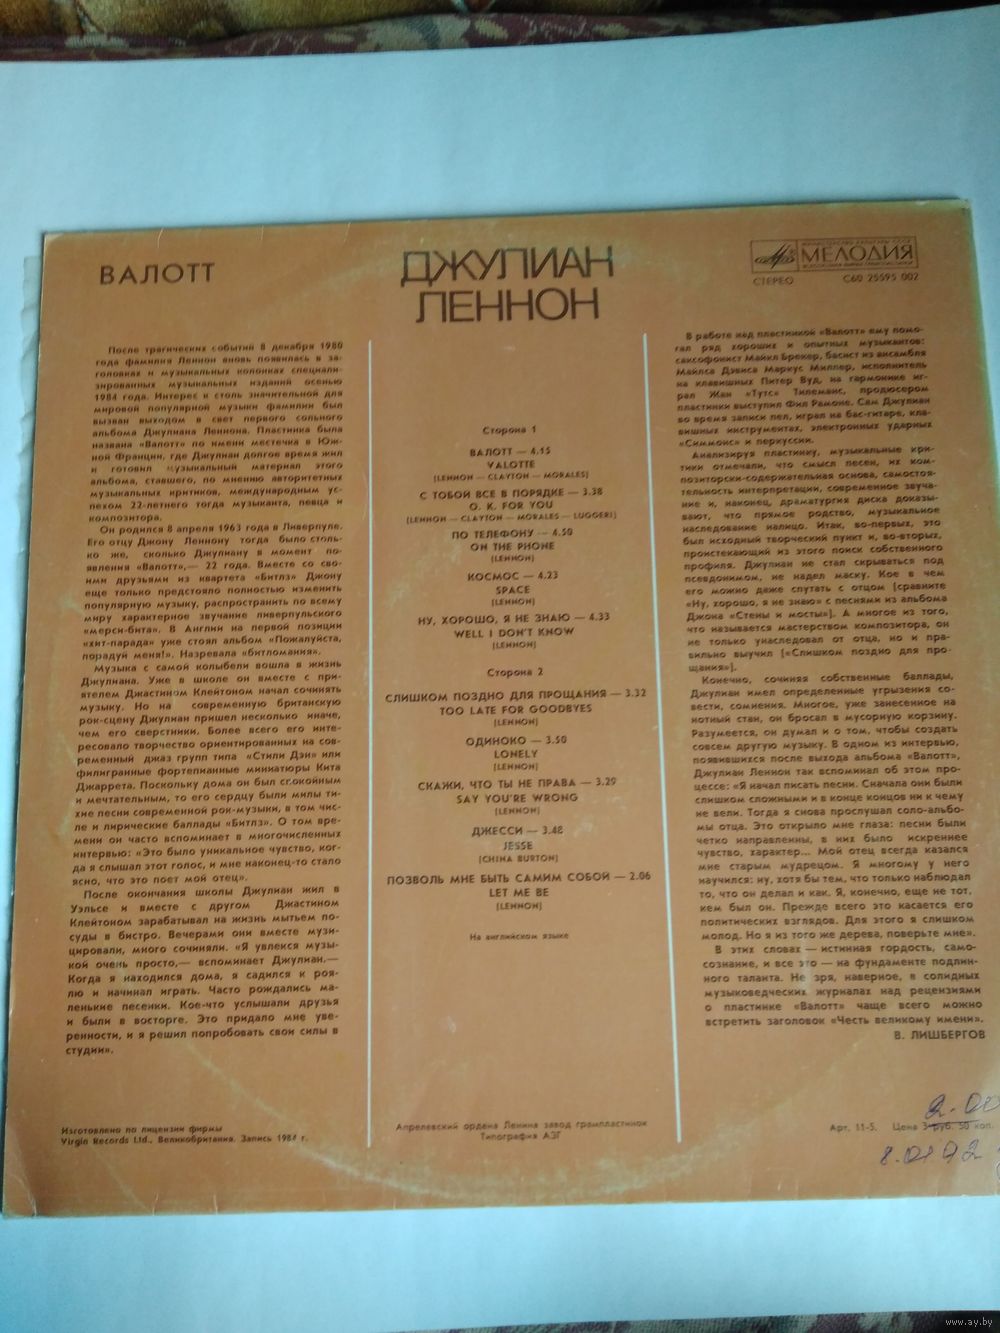 ВАЛОТТ
ДЖУЛИАН
ЛЕННОН
МЕЛОДИЯ
СТЕРЕО
С60 25595 002
После трагических событий 8 декабря 1980
года фамилия Леннон вновь появилась в за-
головках и музыкальных колонках специали-
зированных музыкальных изданий осенью
1984 года. Интерес к столь значительной для
мировой популярной музыки фамилии был
вызван выходом в свет первого сольного
альбома Джулиана Леннона. Пластинка была
названа «Валотт» по имени местечка в Юж-
ной Франции, где Джулиан долгое время жил
и готовил музыкальный материал этого
альбома, ставшего, по мнению авторитетных
музыкальных критиков, международным ус-
пехом 22-летнего тогда музыканта, певца и
композитора.
Он родился 8 апреля 1963 года в Ливерпуле.
Его отцу Джону Леннону тогда было столь-
ко же, сколько Джулиану в момент по-
явления «Валотт»,— 22 года. Вместе со сво-
ими друзьями из квартета «Битлз» Джону
еще только предстояло полностью изменить
популярную музыку, распространить по всему
миру характерное звучание ливерпульского
«мерси-бита». В Англии на первой позиции
«хит-парада» уже стоял альбом «Пожалуйста,
порадуй меня!». Назревала «битломания».
Музыка с самой колыбели вошла в жизнь
Джулиана. Уже в школе он вместе с при-
ятелем Джастином Клейтоном начал сочинять
музыку. Но на современную британскую
рок-сцену Джулиан пришел несколько иначе,
чем его сверстники. Более всего его инте-
ресовало творчество ориентированных на сов-
ременный джаз групп типа «Стили Дэн» или
филигранные фортепианные миниатюры Кита
Джаррета. Поскольку дома он был спокойным
и мечтательным, то его сердцу были милы ти-
хие песни современной рок-музыки, в том чис-
ле и лирические баллады «Битлз». О том вре-
мени он часто вспоминает в многочисленных
интервью: «Это было уникальное чувство, ког-
да я слышал этот голос, и мне наконец-то стало
ясно, что это поет мой отец».
После окончания школы Джулиан жил в
Уэльсе и вместе с другом Джастином
Клейтоном зарабатывал на жизнь мытьем по-
суды в бистро. Вечерами они вместе музи-
цировали, много сочиняли. «Я увлекся музы-
кой очень просто,— вспоминает Джулиан.—
Когда я находился дома, я садился к роя-
лю и начинал играть. Часто рождались ма-
ленькие песенки. Кое-что услышали друзья
и были в восторге. Это придало мне уве-
ренности, и я решил попробовать свои силы в
студии».
Сторона 1
ВАЛОТТ — 4.15
VALOTTE
(LENNON — CLAYTON — MORALES)
С ТОБОЙ ВСЕ В ПОРЯДКЕ — 3.38
O. K. FOR YOU
(LENNON — CLAYTON — MORALES — LUGGERI)
ПО ТЕЛЕФОНУ — 4.50
ON THE PHONE
(LENNON)
КОСМОС — 4.23
SPACE
(LENNON)
НУ, ХОРОШО, Я НЕ ЗНАЮ — 4.33
WELL I DON'T KNOW
(LENNON)
Сторона 2
СЛИШКОМ ПОЗДНО ДЛЯ ПРОЩАНИЯ — 3.32
TOO LATE FOR GOODBYES
(LENNON)
ОДИНОКО — 3.50
LONELY
(LENNON)
СКАЖИ, ЧТО ТЫ НЕ ПРАВА — 3.29
SAY YOU'RE WRONG
(LENNON)
ДЖЕССИ — 3.48
JESSE
(CHINA BURTON)
ПОЗВОЛЬ МНЕ БЫТЬ САМИМ СОБОЙ — 2.06
LET ME BE
(LENNON)
На английском языке
В работе над пластинкой «Валотт» ему помо-
гал ряд хороших и опытных музыкантов:
саксофонист Майкл Брекер, басист из ансамбля
Майлса Дэвиса Маркус Миллер, исполнитель
на клавишных Питер Вуд, на гармонике иг-
рал Жан «Тутс» Тилеманс, продюсером
пластинки выступил Фил Рамоне. Сам Джулиан
во время записи пел, играл на бас-гитаре, кла-
вишных инструментах, электронных ударных
«Симмонс» и перкуссии.
Анализируя пластинку, музыкальные кри-
тики отмечали, что смысл песен, их ком-
позиторски-содержательная основа, самостоя-
тельность интерпретации, современное звуча-
ние и, наконец, драматургия диска доказы-
вают, что прямое родство, музыкальное
наследование налицо. Итак, во-первых, это
был исходный творческий пункт и, во-вторых,
проистекающий из этого поиск собственного
профиля. Джулиан не стал скрываться под
псевдонимом, не надел маску. Кое в чем
его можно даже спутать с отцом (сравните
«Ну, хорошо, я не знаю» с песнями из альбома
Джона «Стены и мосты»). А многое из того,
что называется мастерством композитора, он
не только унаследовал от отца, но и пра-
вильно выучил («Слишком поздно для про-
щания»).
Конечно, сочиняя собственные баллады,
Джулиан имел определенные угрызения со-
вести, сомнения. Многое, уже занесенное на
нотный стан, он бросал в мусорную корзину.
Разумеется, он думал и о том, чтобы создать
совсем другую музыку. В одном из интервью,
появившихся после выхода альбома «Валотт»,
Джулиан Леннон так вспоминал об этом про-
цессе: «Я начал писать песни. Сначала они были
слишком сложными и в конце концов ни к чему
не вели. Тогда я снова прослушал соло-альбо-
мы отца. Это открыло мне глаза: песни были
четко направленны, в них было искреннее
чувство, характер... Мой отец всегда казался
мне старым мудрецом. Я многому у него
научился: ну, хотя бы тем, что только наблюдал
то, что он делал и как. Я, конечно, еще не тот,
кем был он. Прежде всего это касается его
политических взглядов. Для этого я слишком
молод. Но я из того же дерева, поверьте мне».
В этих словах — истинная гордость, само-
сознание, и все это — на фундаменте подлин-
ного таланта. Не зря, наверное, в солидных
музыковедческих журналах над рецензиями
о пластинке «Валотт» чаще всего можно
встретить заголовок «Честь великому имени».
В. ЛИШБЕРГОВ
Изготовлено по лицензии фирмы
Virgin Records Ltd., Великобритания. Запись 1984 г.
Апрелевский ордена Ленина завод грампластинок
Типография АЗГ
Арт. 11-5. Цена 3 руб. 50 коп.
2-00
8.01 92
www.ay.by